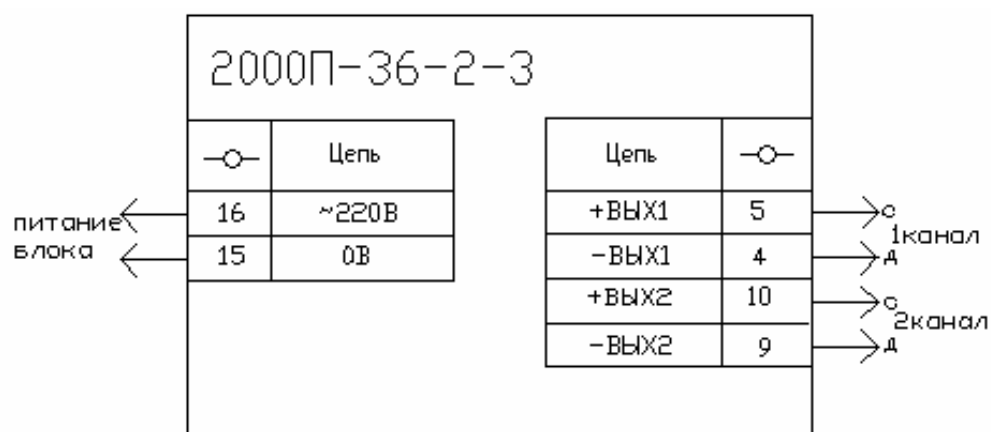 2000П-36-2-3
Цепь
16 ~220В
15 0В
питание
блока
Цепь
+ВЫХ1 5
-ВЫХ1 4
+ВЫХ2 10
-ВЫХ2 9
с
1канал
д
с
2канал
д